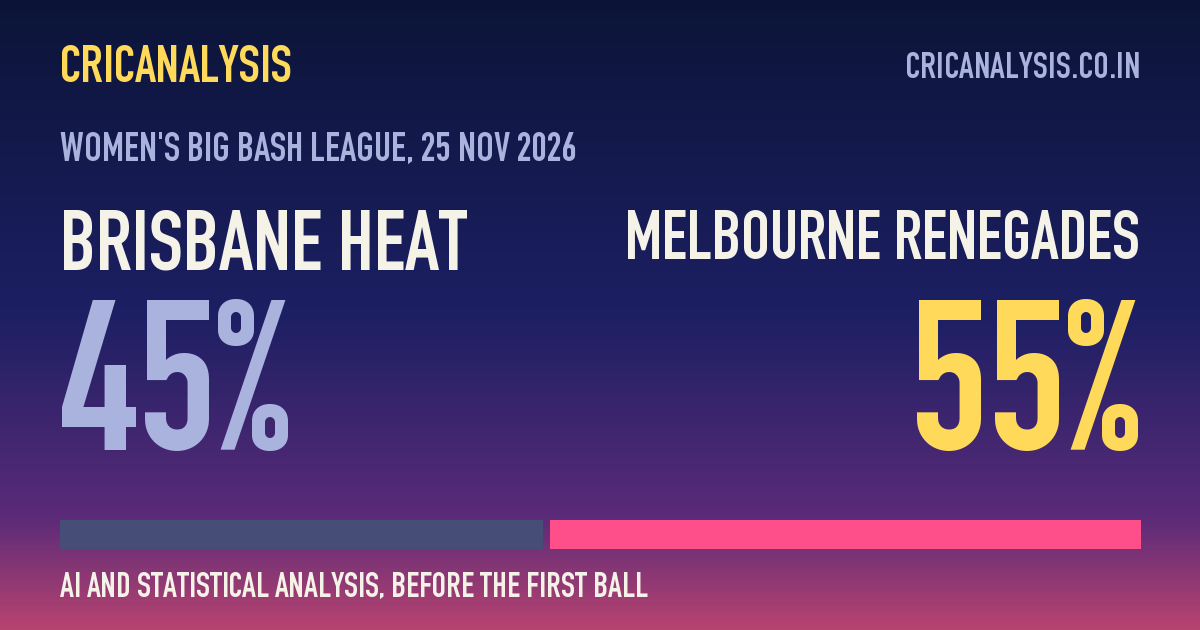 CRICANALYSIS
CRICANALYSIS.CO.IN
WOMEN'S BIG BASH LEAGUE, 25 NOV 2026
BRISBANE HEAT
MELBOURNE RENEGADES
45%
55%
AI AND STATISTICAL ANALYSIS, BEFORE THE FIRST BALL